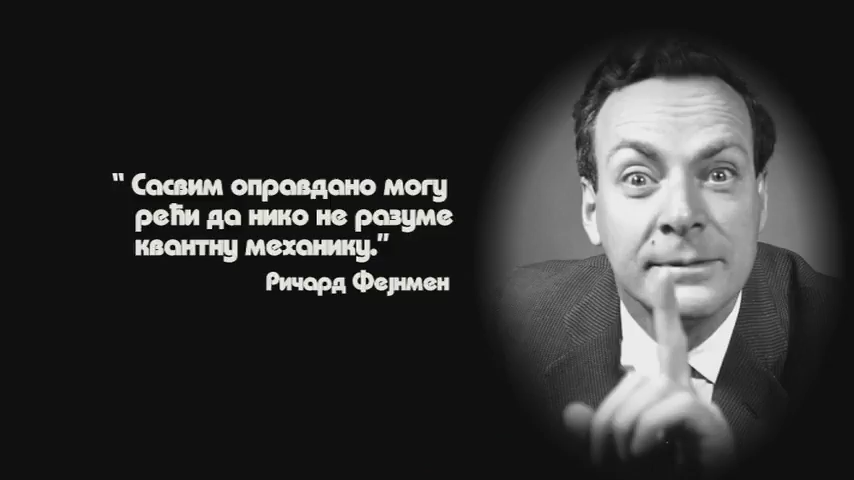 “ Сасвим оправдано могу
рећи да нико не разуме
квантну механику.”
Ричард Фејнмен